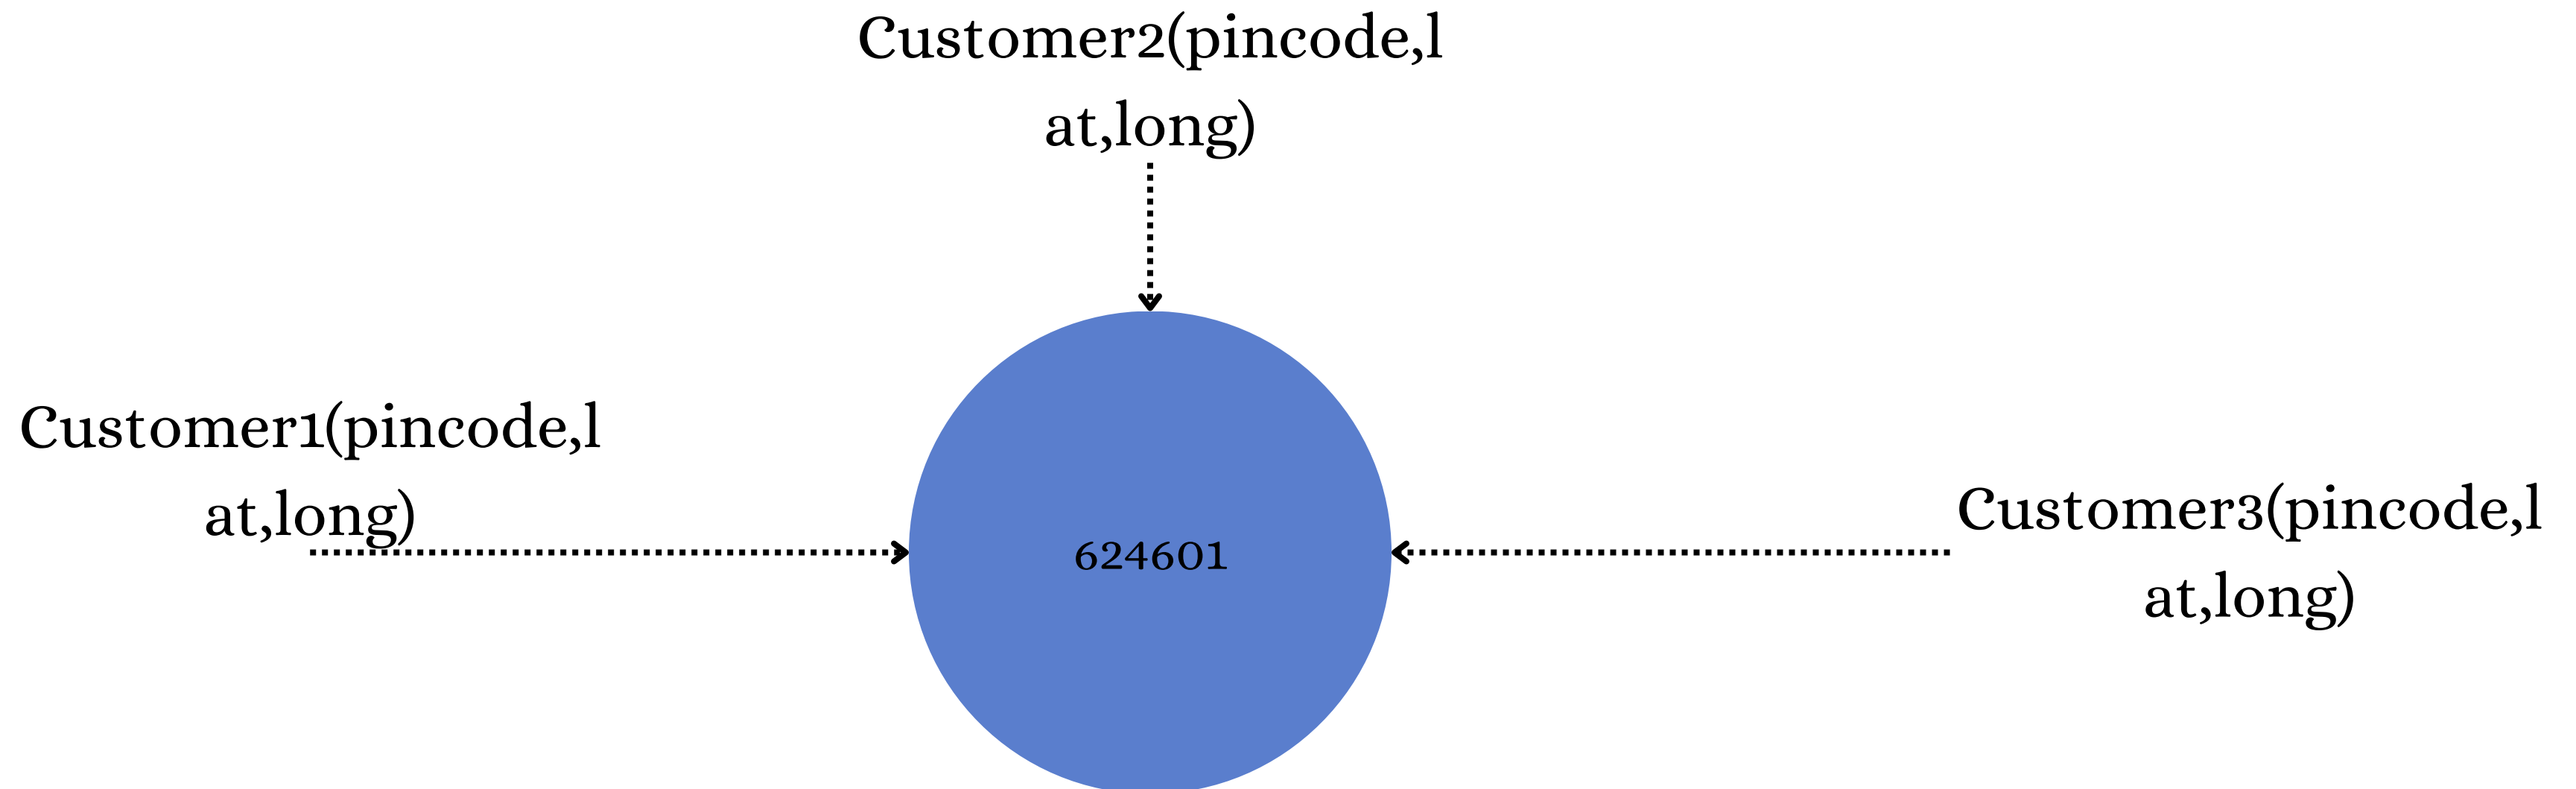 Customer2(pincode,l
at,long)
Customer1(pincode,l
at,long)
624601
Customer3(pincode,l
at,long)